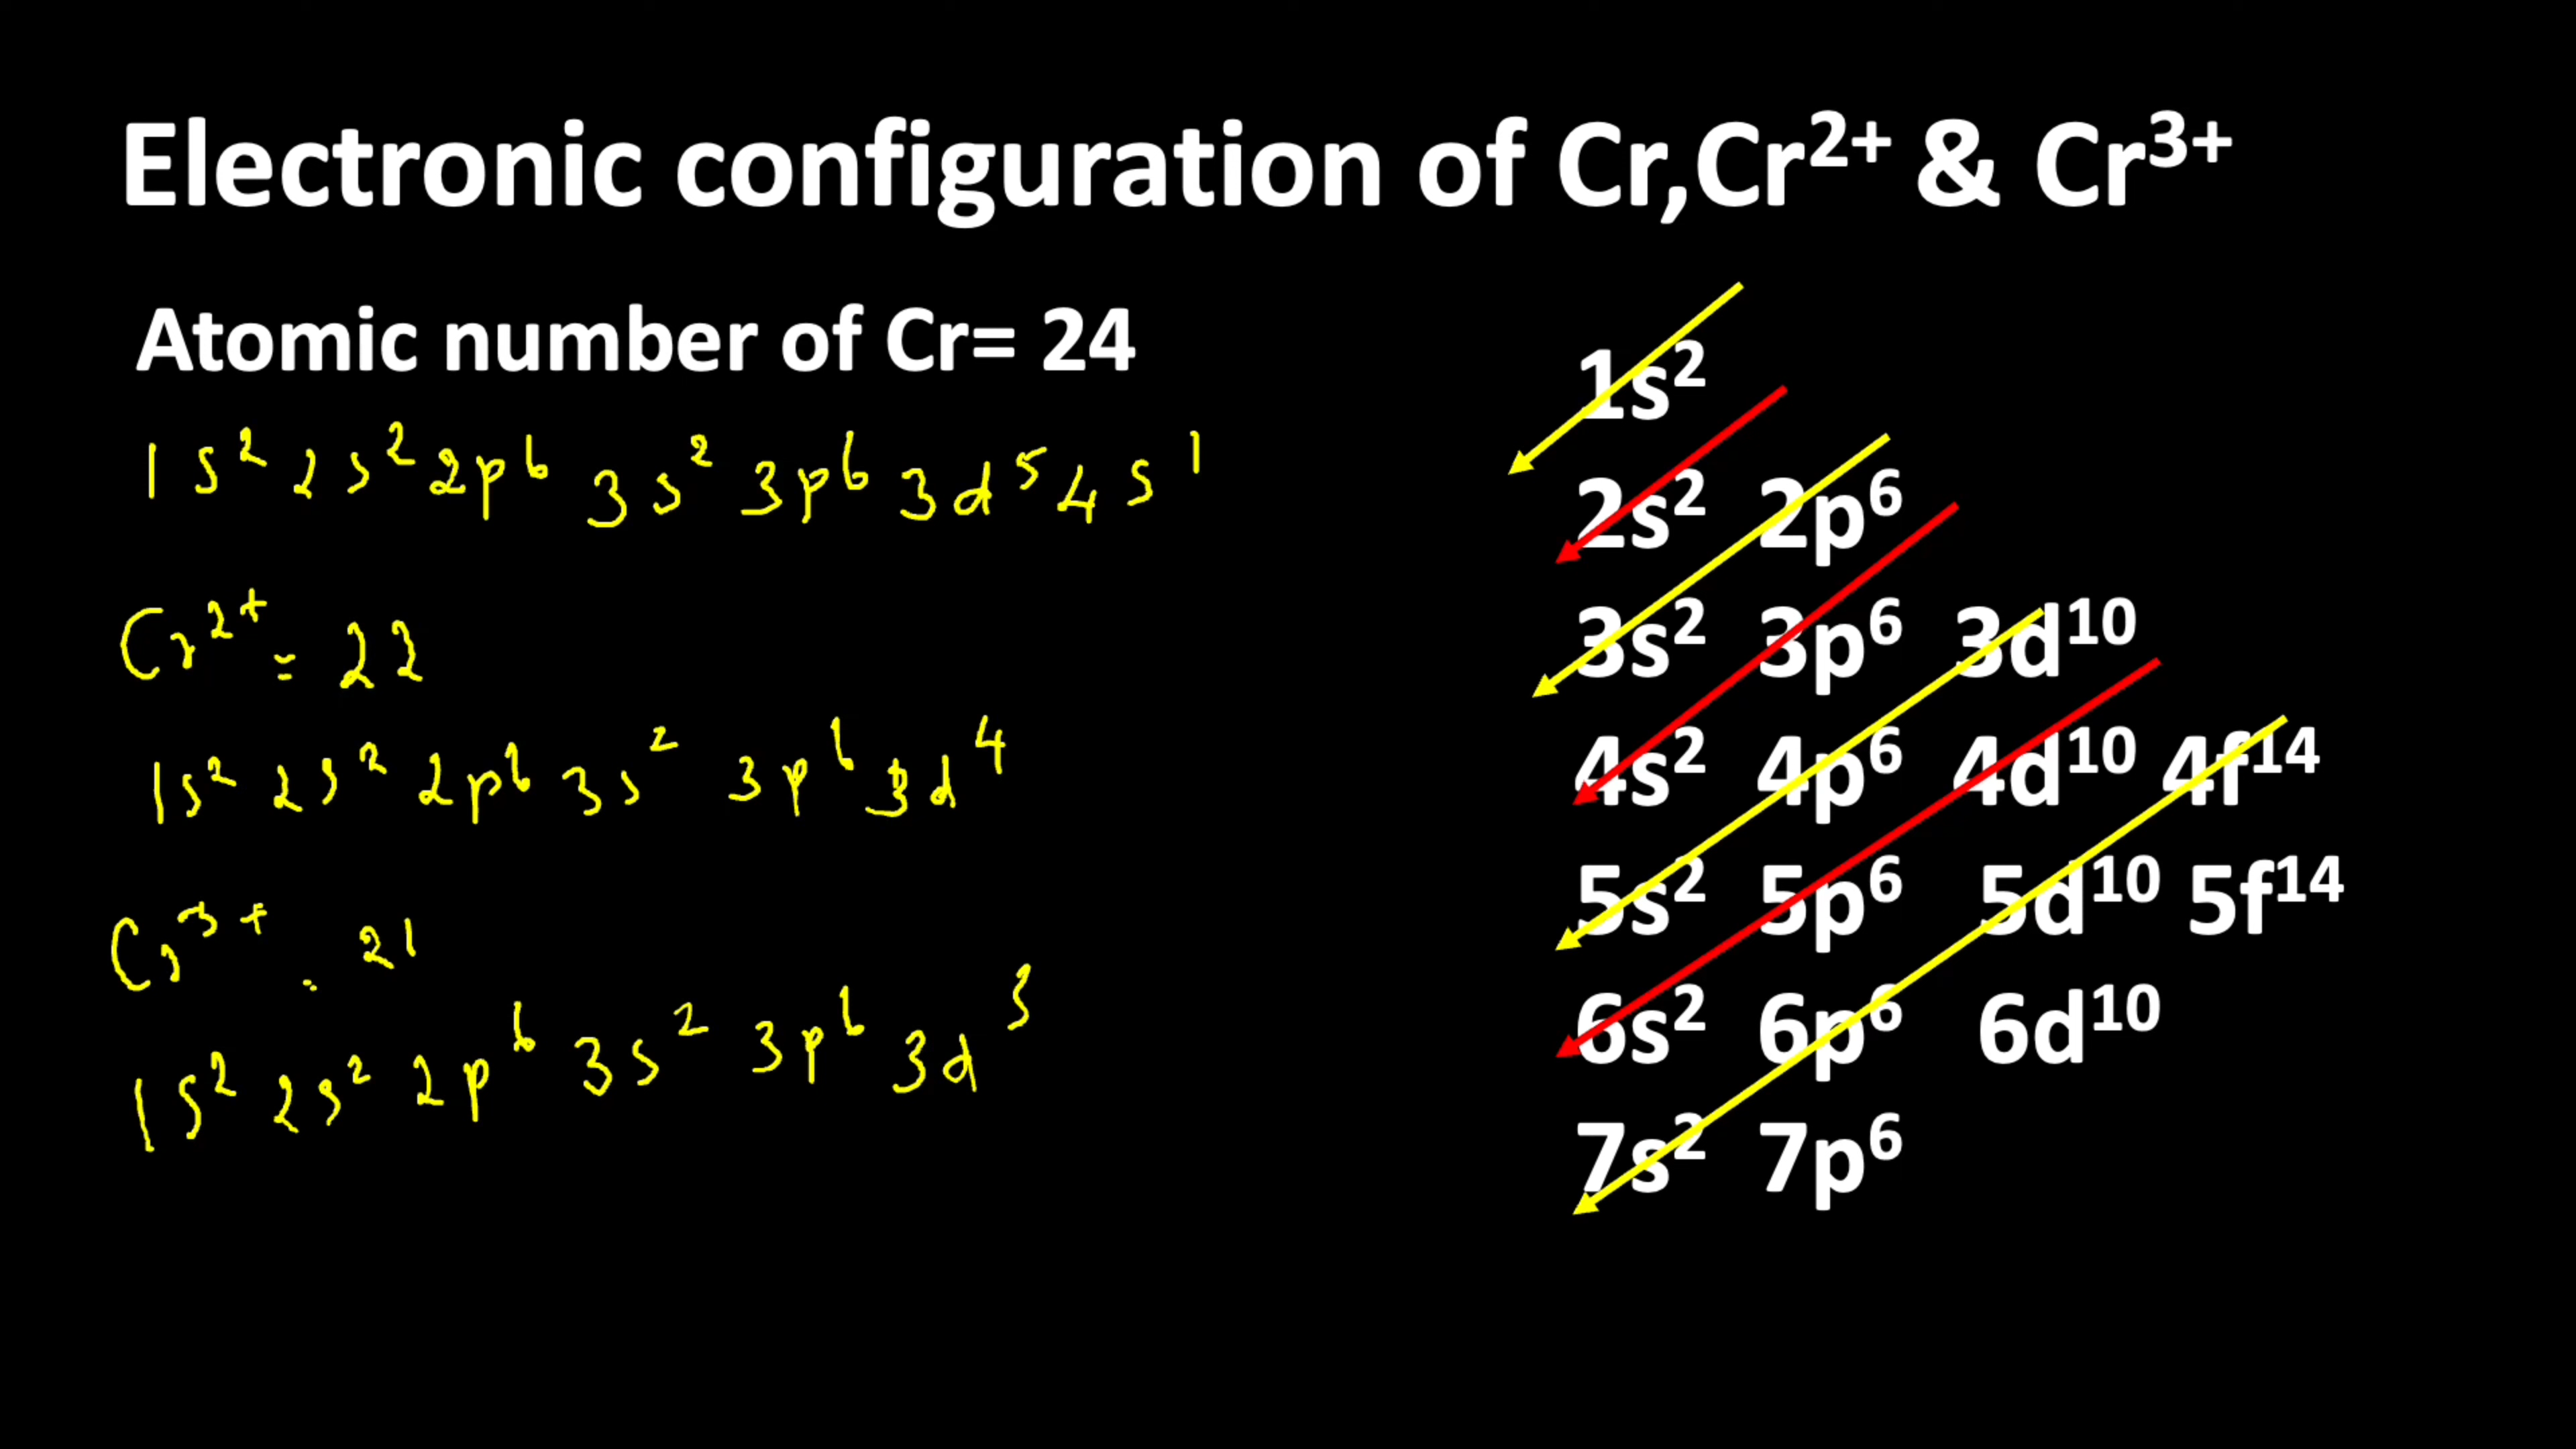 Electronic configuration of Cr,Cr²⁺ & Cr³⁺
Atomic number of Cr= 24
1s² 2s² 2p⁶ 3s² 3p⁶ 3d⁵ 4s¹
Cr²⁺ = 22
1s² 2s² 2p⁶ 3s² 3p⁶ 3d⁴
Cr³⁺ = 21
1s² 2s² 2p⁶ 3s² 3p⁶ 3d³
1s²
2s² 2p⁶
3s² 3p⁶ 3d¹⁰
4s² 4p⁶ 4d¹⁰ 4f¹⁴
5s² 5p⁶ 5d¹⁰ 5f¹⁴
6s² 6p⁶ 6d¹⁰
7s² 7p⁶